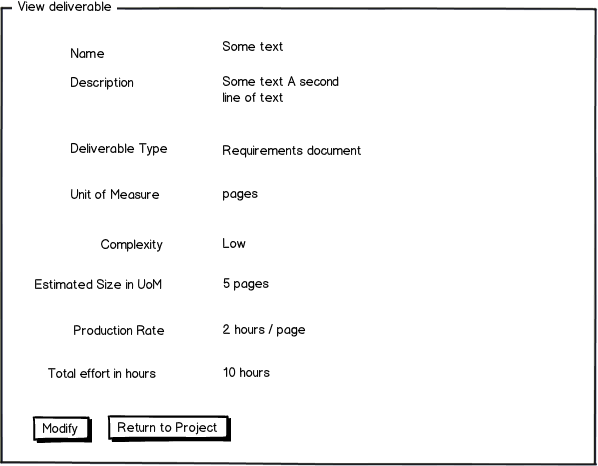 View deliverable
Name Some text
Description Some text A second
line of text
Deliverable Type Requirements document
Unit of Measure pages
Complexity Low
Estimated Size in UoM 5 pages
Production Rate 2 hours / page
Total effort in hours 10 hours
Modify Return to Project